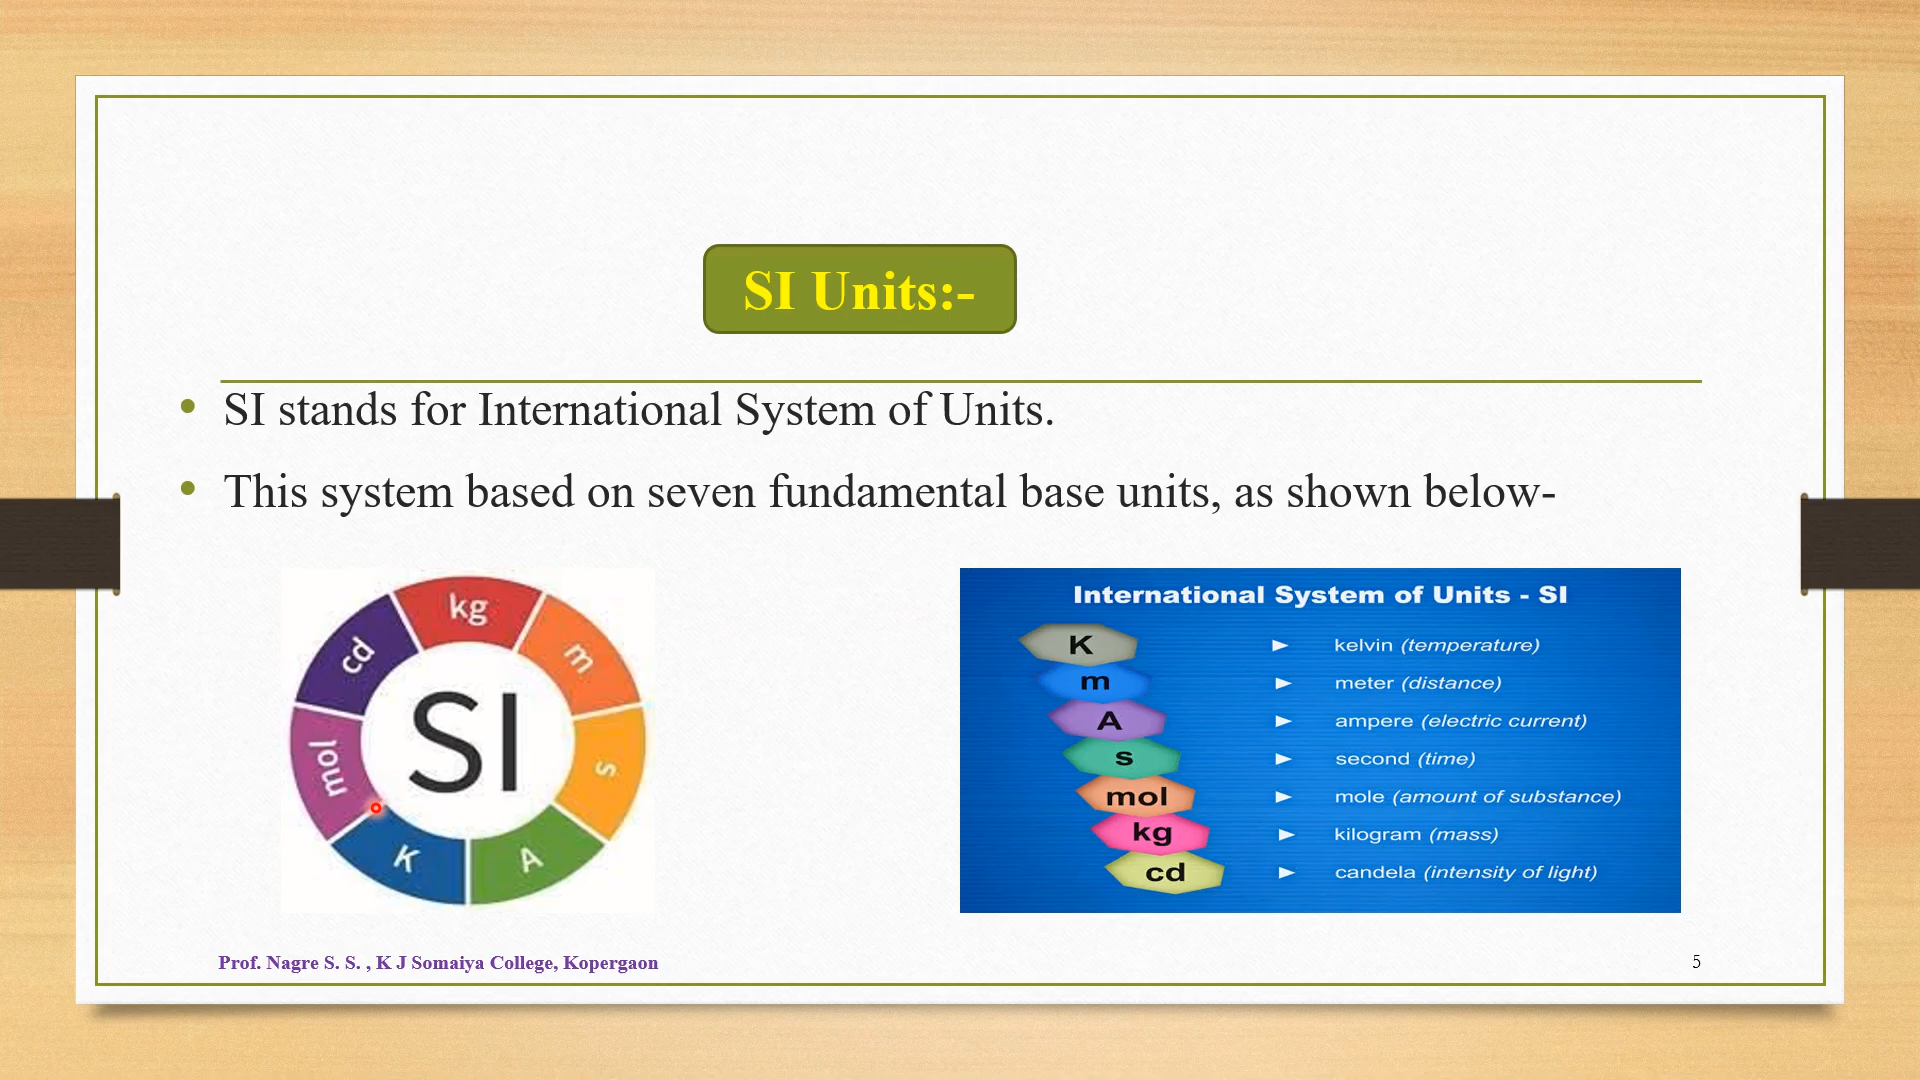 SI Units:-
• SI stands for International System of Units.
• This system based on seven fundamental base units, as shown below-
kg
m
s
A
K
mol
cd
SI
International System of Units - SI
K ► kelvin (temperature)
m ► meter (distance)
A ► ampere (electric current)
s ► second (time)
mol ► mole (amount of substance)
kg ► kilogram (mass)
cd ► candela (intensity of light)
Prof. Nagre S. S. , K J Somaiya College, Kopergaon
5